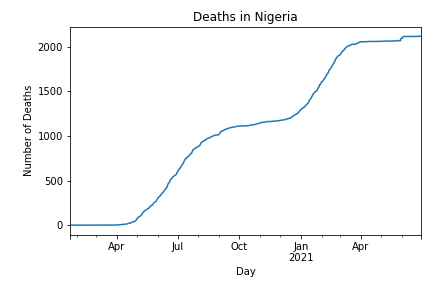 Deaths in Nigeria
Number of Deaths
2000
1500
1000
500
0
Apr Jul Oct Jan Apr
2021
Day